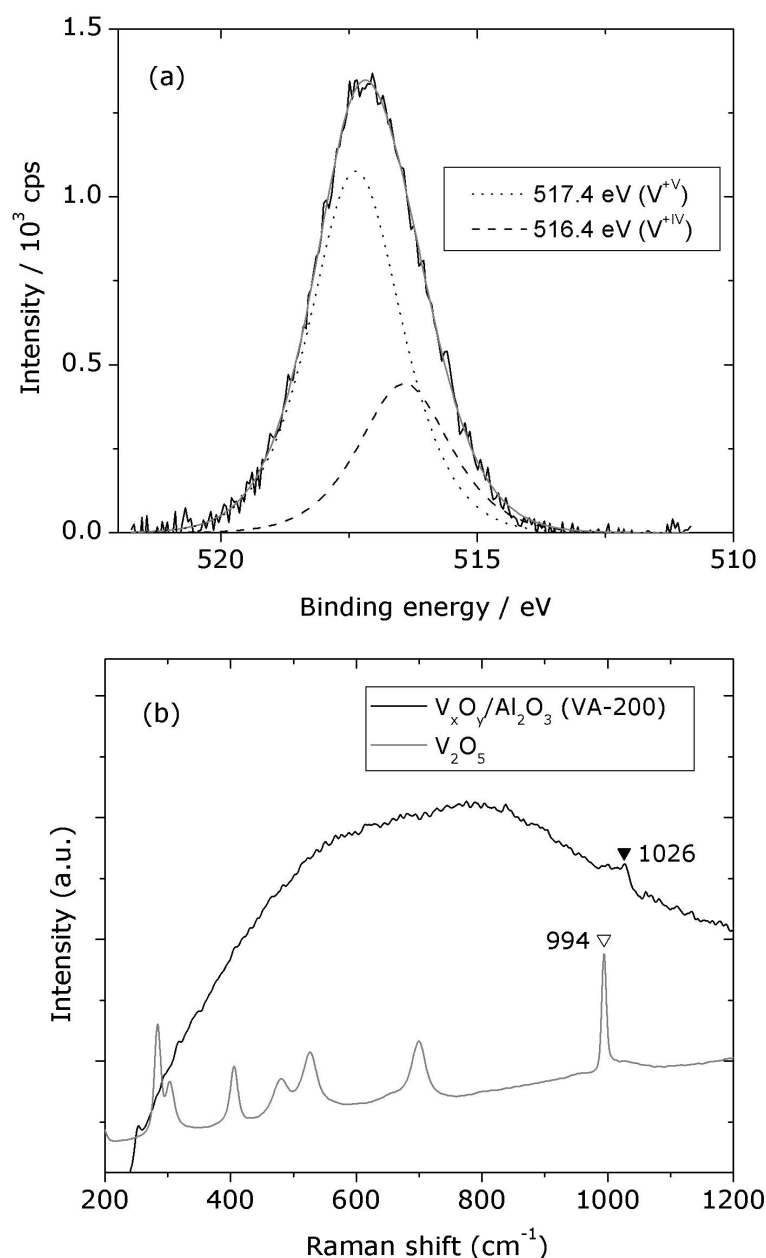 1.5
(a)
1.0
0.5
0.0
Intensity / 10³ cps
517.4 eV (V⁺ⱽ)
516.4 eV (V⁺ᴵⱽ)
520 515 510
Binding energy / eV
(b)
VₓOᵧ/Al₂O₃ (VA-200)
V₂O₅
▼ 1026
994 ▽
Intensity (a.u.)
200 400 600 800 1000 1200
Raman shift (cm⁻¹)